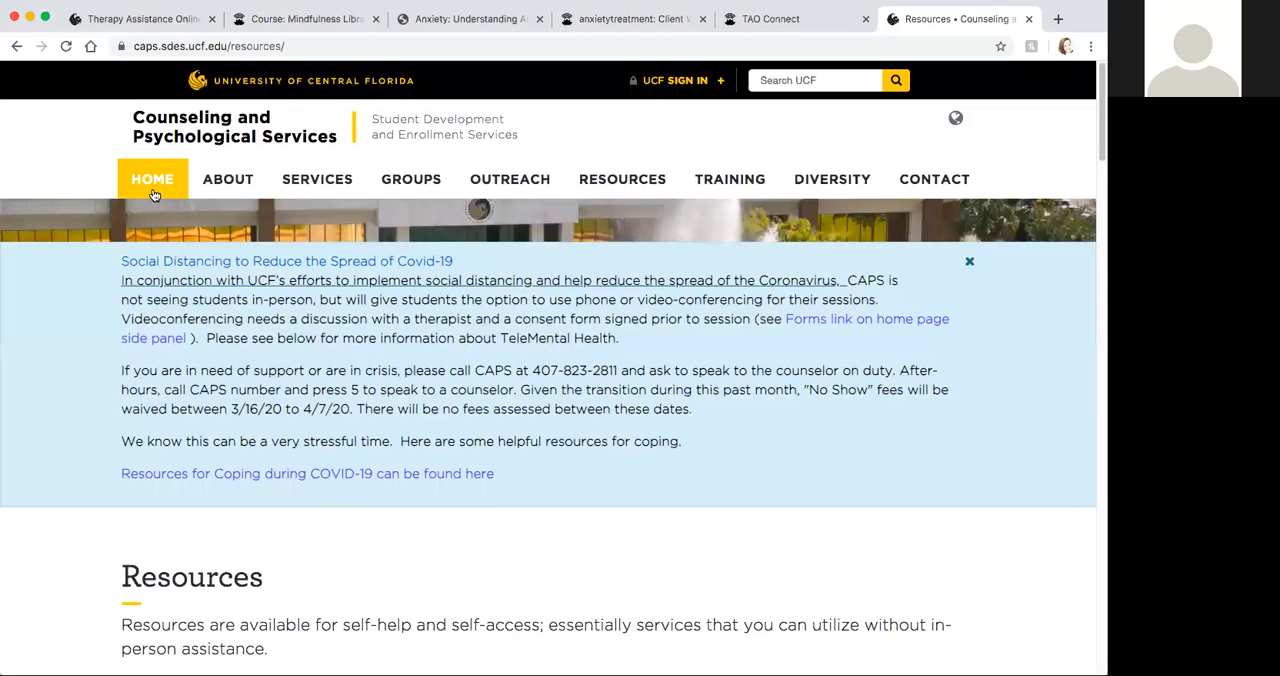 Therapy Assistance Onlin
Course: Mindfulness Libra
Anxiety: Understanding A
anxietytreatment: Client
TAO Connect
Resources • Counseling a
caps.sdes.ucf.edu/resources/
UNIVERSITY OF CENTRAL FLORIDA
UCF SIGN IN +
Search UCF
Counseling and
Psychological Services
Student Development
and Enrollment Services
HOME ABOUT SERVICES GROUPS OUTREACH RESOURCES TRAINING DIVERSITY CONTACT
Social Distancing to Reduce the Spread of Covid-19
In conjunction with UCF's efforts to implement social distancing and help reduce the spread of the Coronavirus, CAPS is
not seeing students in-person, but will give students the option to use phone or video-conferencing for their sessions.
Videoconferencing needs a discussion with a therapist and a consent form signed prior to session (see Forms link on home page
side panel ). Please see below for more information about TeleMental Health.
If you are in need of support or are in crisis, please call CAPS at 407-823-2811 and ask to speak to the counselor on duty. After-
hours, call CAPS number and press 5 to speak to a counselor. Given the transition during this past month, "No Show" fees will be
waived between 3/16/20 to 4/7/20. There will be no fees assessed between these dates.
We know this can be a very stressful time. Here are some helpful resources for coping.
Resources for Coping during COVID-19 can be found here
Resources
Resources are available for self-help and self-access; essentially services that you can utilize without in-
person assistance.